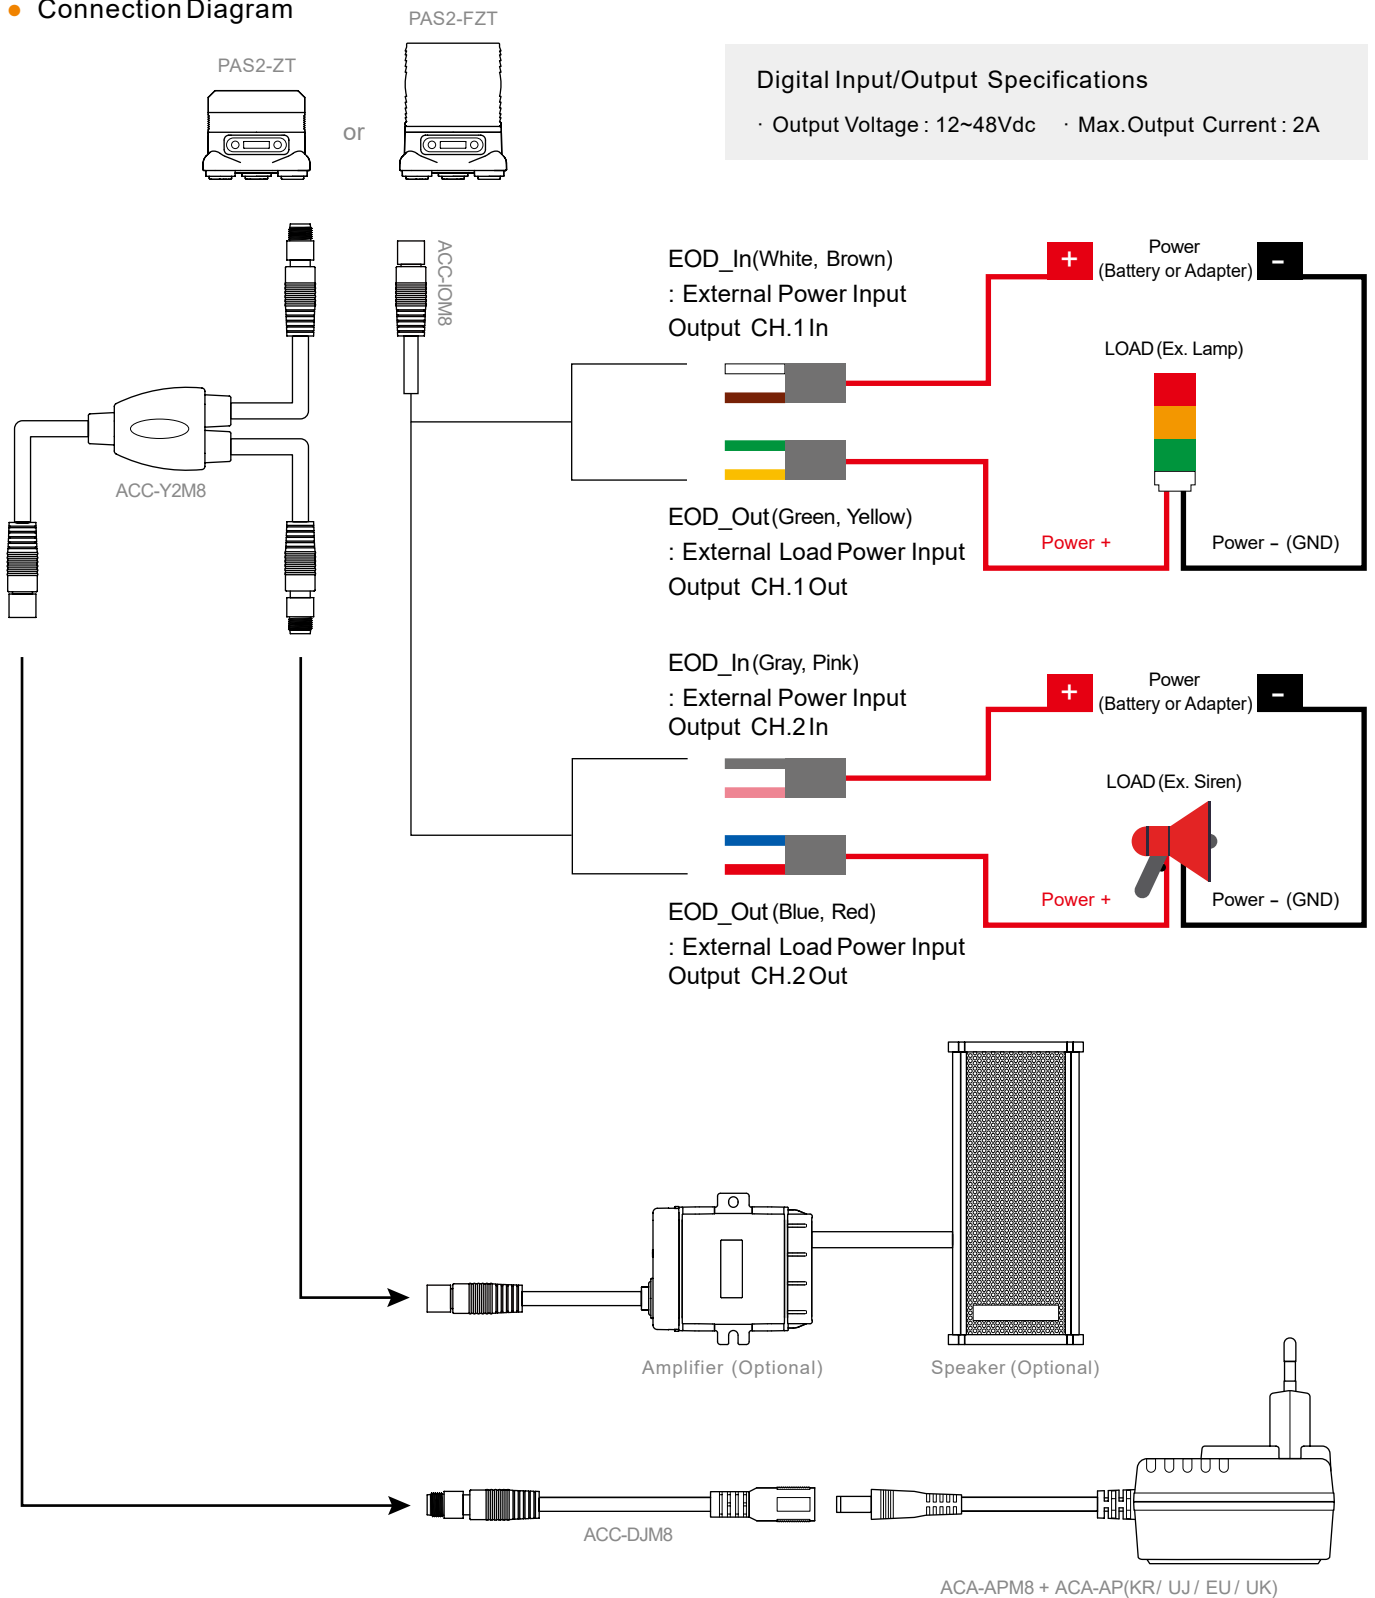 Connection Diagram
PAS2-FZT
PAS2-ZT
or
Digital Input/Output Specifications
· Output Voltage : 12~48Vdc · Max.Output Current : 2A
ACC-IOM8
EOD_In(White, Brown)
: External Power Input
Output CH.1 In
+
Power
(Battery or Adapter)
-
LOAD (Ex. Lamp)
ACC-Y2M8
EOD_Out(Green, Yellow)
: External Load Power Input
Output CH.1 Out
Power +
Power - (GND)
EOD_In(Gray, Pink)
: External Power Input
Output CH.2 In
+
Power
(Battery or Adapter)
-
LOAD (Ex. Siren)
EOD_Out (Blue, Red)
: External Load Power Input
Output CH.2 Out
Power +
Power - (GND)
Amplifier (Optional)
Speaker (Optional)
ACC-DJM8
ACA-APM8 + ACA-AP(KR/ UJ / EU / UK)